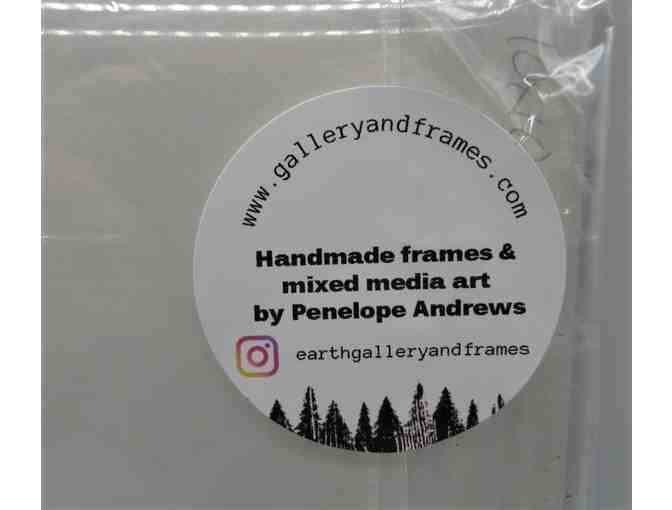 www.galleryandframes.com
Handmade frames &
mixed media art
by Penelope Andrews
earthgalleryandframes